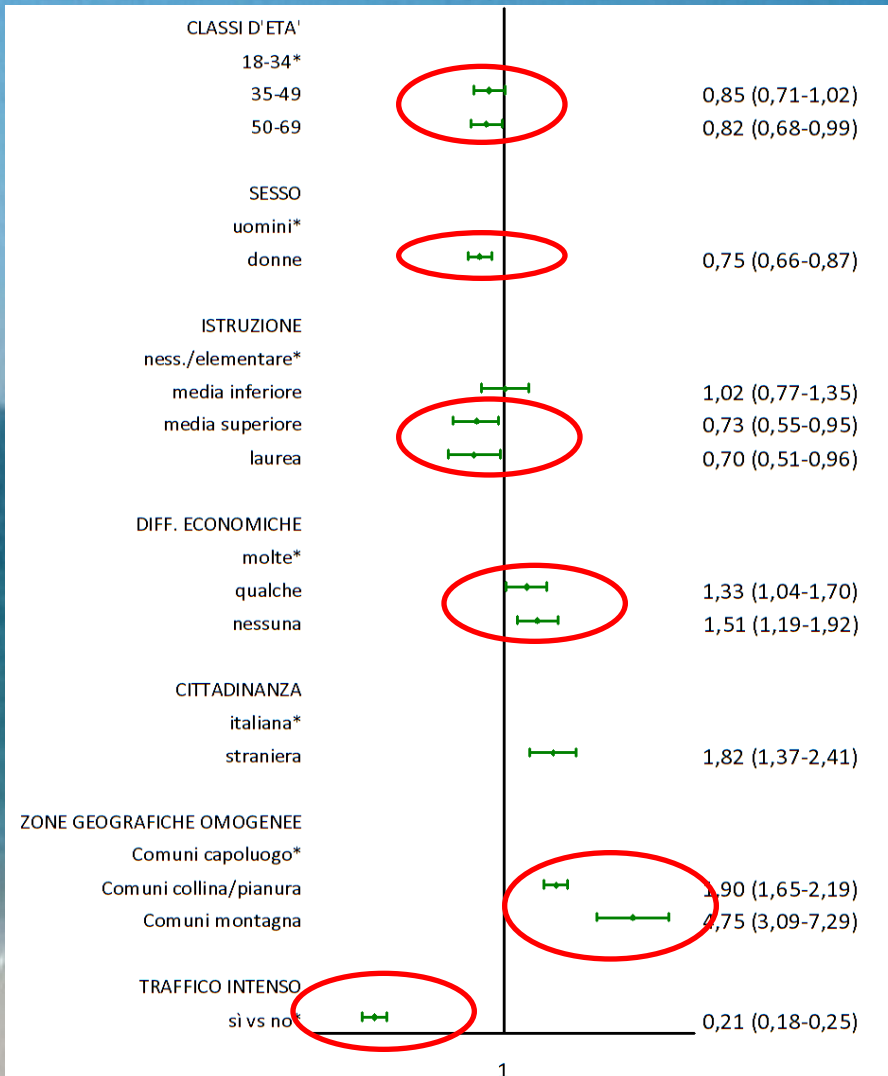 CLASSI D'ETA'
18-34*
35-49 0,85 (0,71-1,02)
50-69 0,82 (0,68-0,99)
SESSO
uomini*
donne 0,75 (0,66-0,87)
ISTRUZIONE
ness./elementare*
media inferiore 1,02 (0,77-1,35)
media superiore 0,73 (0,55-0,95)
laurea 0,70 (0,51-0,96)
DIFF. ECONOMICHE
molte*
qualche 1,33 (1,04-1,70)
nessuna 1,51 (1,19-1,92)
CITTADINANZA
italiana*
straniera 1,82 (1,37-2,41)
ZONE GEOGRAFICHE OMOGENEE
Comuni capoluogo*
Comuni collina/pianura 1,90 (1,65-2,19)
Comuni montagna 4,75 (3,09-7,29)
TRAFFICO INTENSO
sì vs no* 0,21 (0,18-0,25)
1